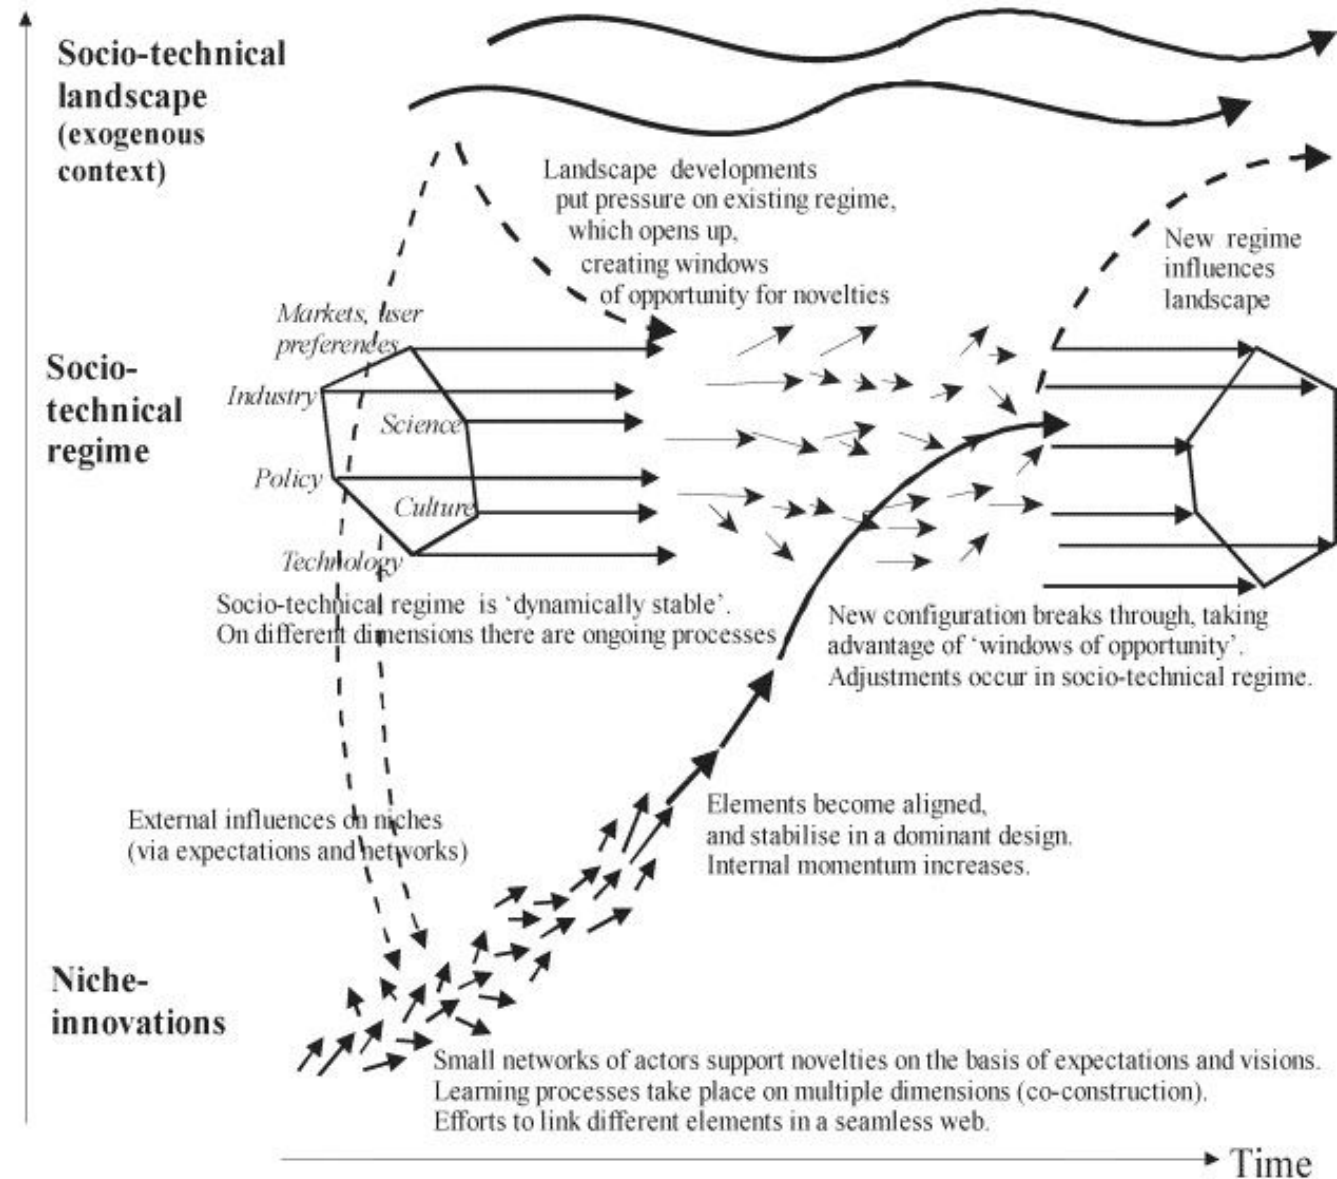 Socio-technical
landscape
(exogenous
context)
Landscape developments
put pressure on existing regime,
which opens up,
creating windows
of opportunity for novelties
New regime
influences
landscape
Markets, user
preferences
Socio-
technical
regime
Industry
Science
Policy
Culture
Technology
Socio-technical regime is ‘dynamically stable’.
On different dimensions there are ongoing processes
New configuration breaks through, taking
advantage of ‘windows of opportunity’.
Adjustments occur in socio-technical regime.
External influences on niches
(via expectations and networks)
Elements become aligned,
and stabilise in a dominant design.
Internal momentum increases.
Niche-
innovations
Small networks of actors support novelties on the basis of expectations and visions.
Learning processes take place on multiple dimensions (co-construction).
Efforts to link different elements in a seamless web.
Time